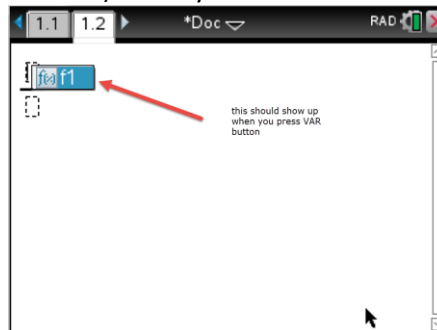 1.1 1.2 *Doc RAD
f(x) f1
this should show up
when you press VAR
button